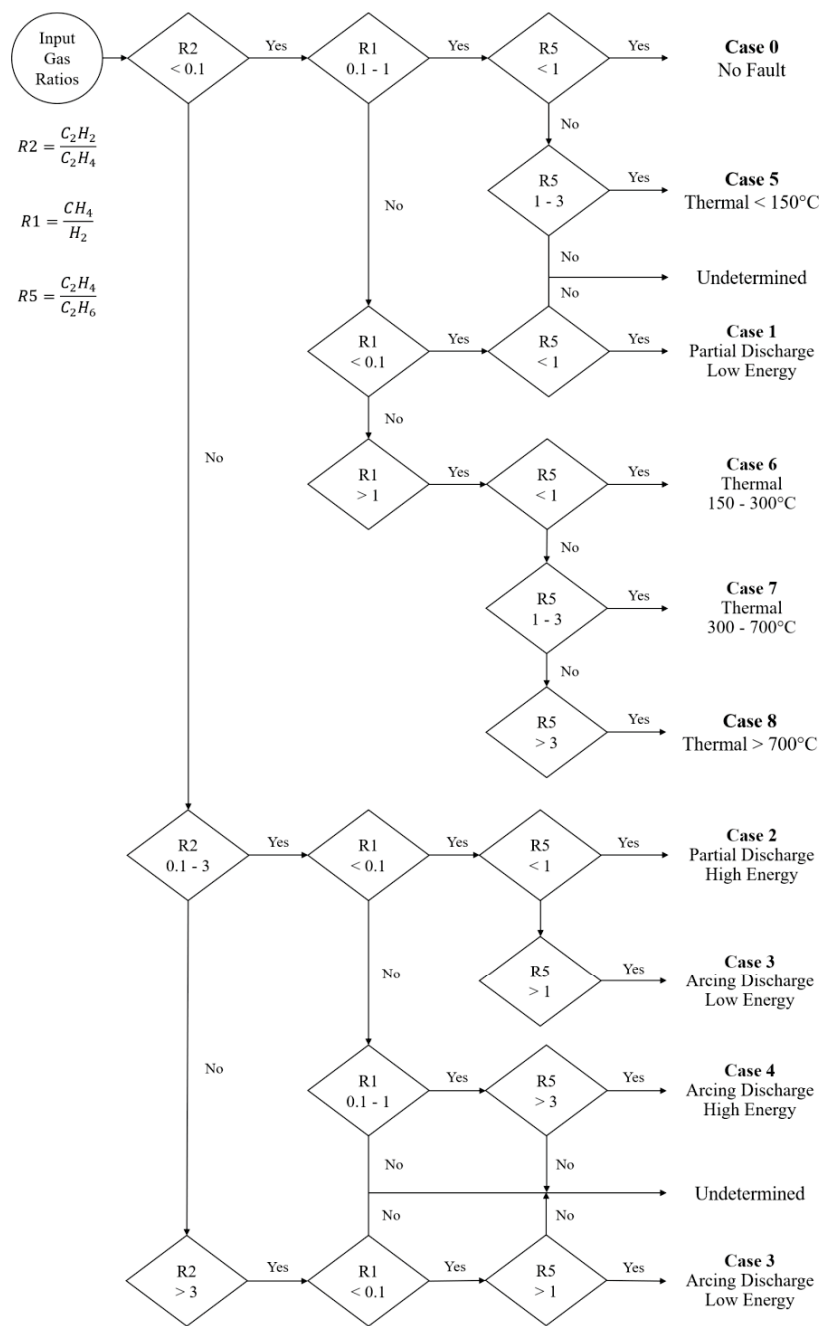 Input
Gas
Ratios
R2
< 0.1
Yes
R1
0.1 - 1
Yes
R5
< 1
Yes
Case 0
No Fault
R2 = C₂H₂ / C₂H₄
R1 = CH₄ / H₂
R5 = C₂H₄ / C₂H₆
No
R5
1 - 3
Yes
Case 5
Thermal < 150°C
No
No
Undetermined
No
R1
< 0.1
Yes
R5
< 1
Yes
Case 1
Partial Discharge
Low Energy
No
No
R1
> 1
Yes
R5
< 1
Yes
Case 6
Thermal
150 - 300°C
No
R5
1 - 3
Yes
Case 7
Thermal
300 - 700°C
No
R5
> 3
Yes
Case 8
Thermal > 700°C
R2
0.1 - 3
Yes
R1
< 0.1
Yes
R5
< 1
Yes
Case 2
Partial Discharge
High Energy
No
R5
> 1
Yes
Case 3
Arcing Discharge
Low Energy
No
R1
0.1 - 1
Yes
R5
> 3
Yes
Case 4
Arcing Discharge
High Energy
No
No
Undetermined
No
No
R2
> 3
Yes
R1
< 0.1
Yes
R5
> 1
Yes
Case 3
Arcing Discharge
Low Energy